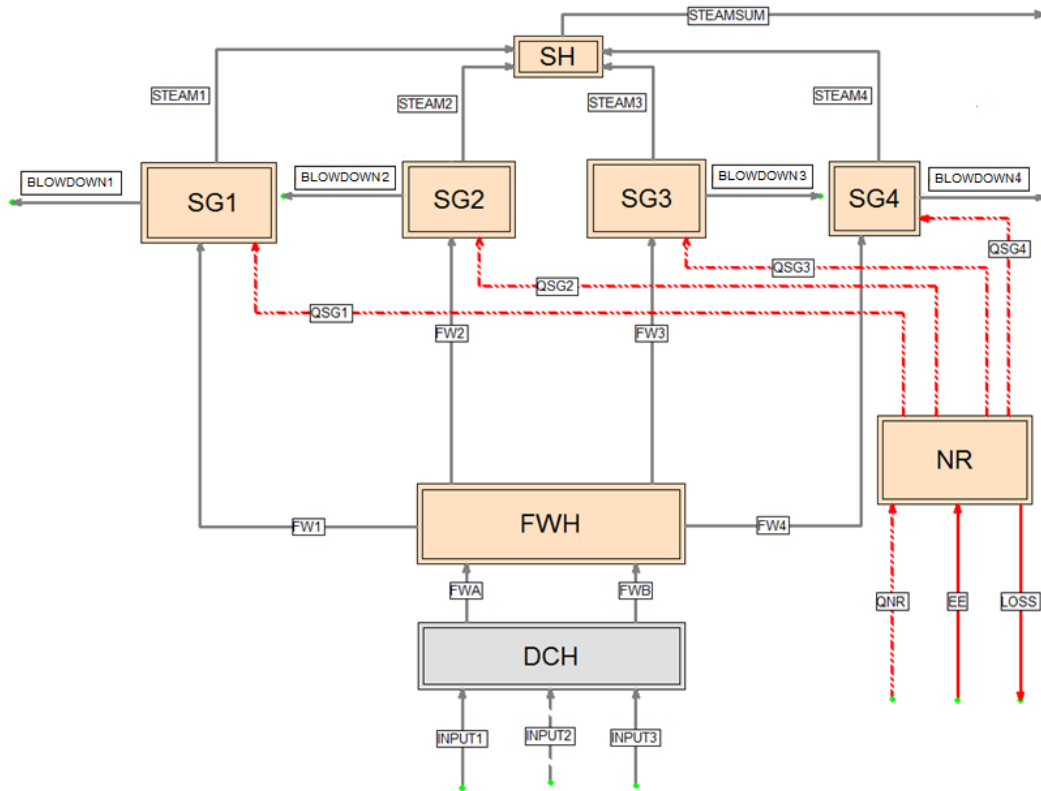 STEAMSUM
SH
STEAM1
STEAM2
STEAM3
STEAM4
BLOWDOWN1
BLOWDOWN2
BLOWDOWN3
BLOWDOWN4
SG1
SG2
SG3
SG4
QSG4
QSG3
QSG2
QSG1
FW2
FW3
NR
FWH
FW1
FW4
FWA
FWB
QNR
EE
LOSS
DCH
INPUT1
INPUT2
INPUT3